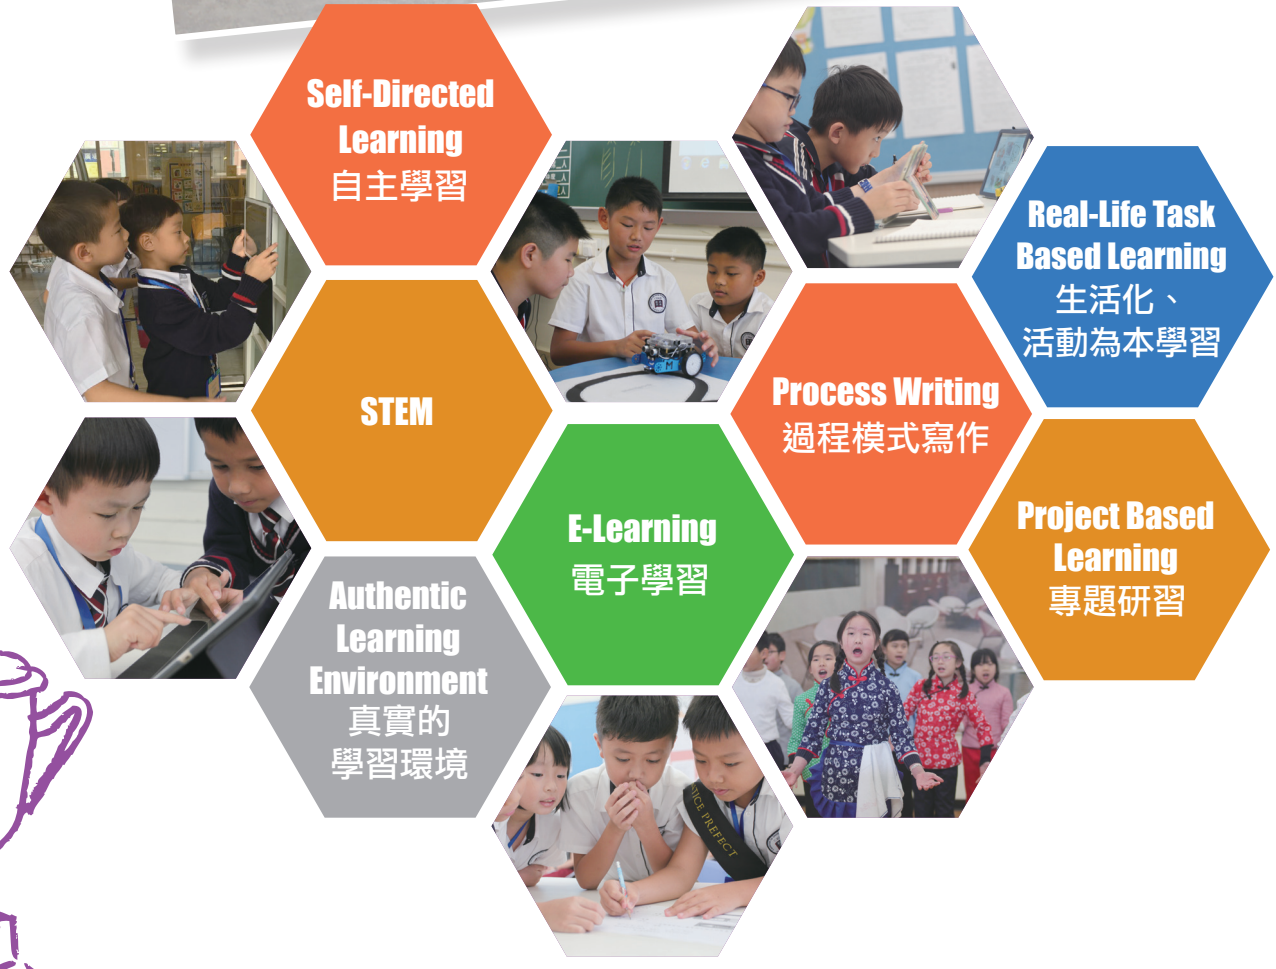 Self-Directed
Learning
自主學習
Real-Life Task
Based Learning
生活化、
活動為本學習
STEM
Process Writing
過程模式寫作
E-Learning
電子學習
Project Based
Learning
專題研習
Authentic
Learning
Environment
真實的
學習環境
PREFECT